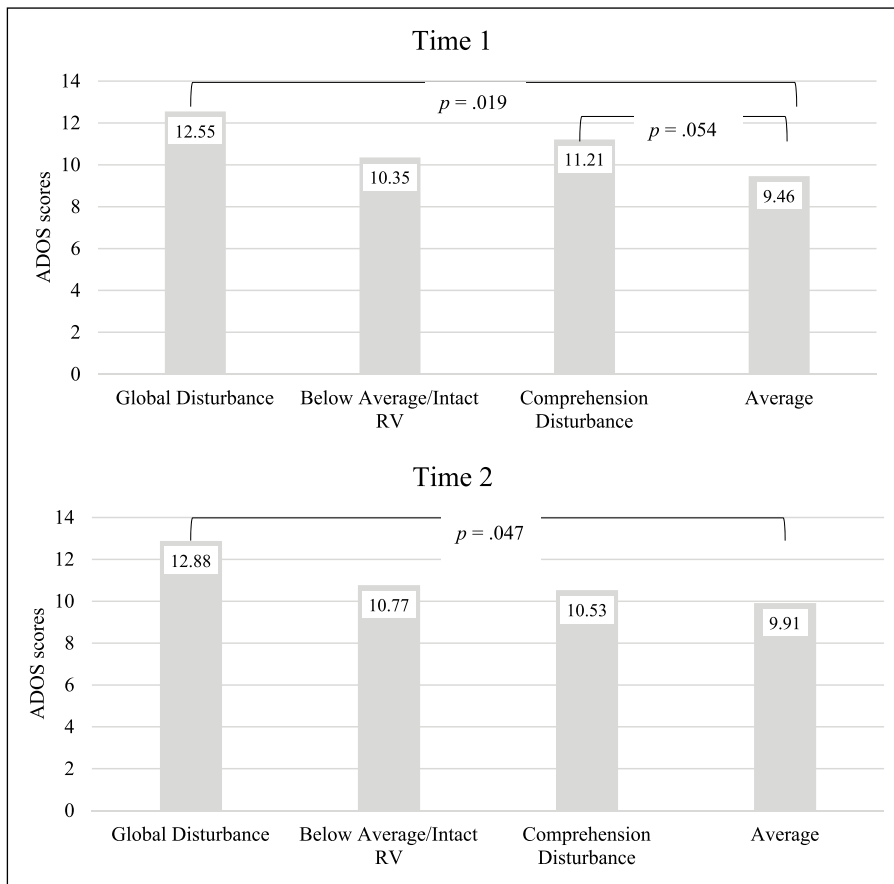 Time 1
14
12
10
8
6
4
2
0
ADOS scores
p = .019
p = .054
12.55
10.35
11.21
9.46
Global Disturbance
Below Average/Intact
RV
Comprehension
Disturbance
Average
Time 2
14
12
10
8
6
4
2
0
ADOS scores
p = .047
12.88
10.77
10.53
9.91
Global Disturbance
Below Average/Intact
RV
Comprehension
Disturbance
Average